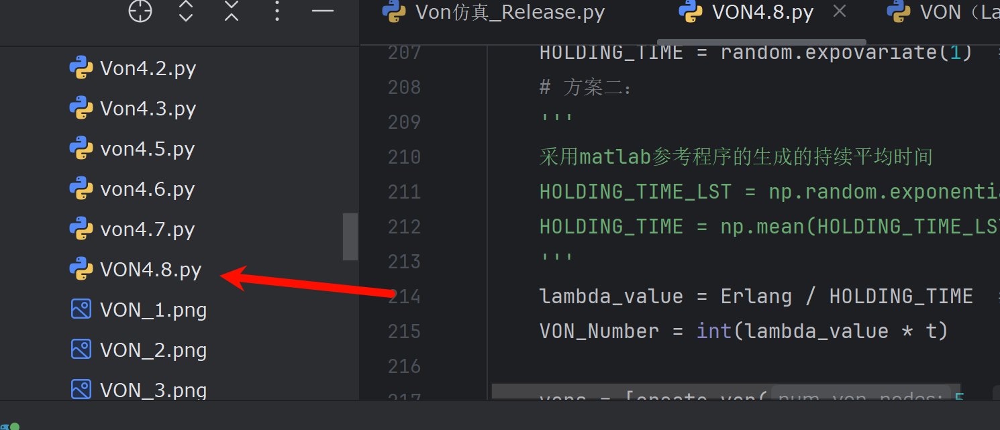 Von仿真_Release.py
VON4.8.py
VON（La
Von4.2.py
Von4.3.py
von4.5.py
von4.6.py
von4.7.py
VON4.8.py
VON_1.png
VON_2.png
VON_3.png
207 HOLDING_TIME = random.expovariate(1)
208 # 方案二：
209 '''
210 采用matlab参考程序的生成的持续平均时间
211 HOLDING_TIME_LST = np.random.exponentia
212 HOLDING_TIME = np.mean(HOLDING_TIME_LST
213 '''
214 lambda_value = Erlang / HOLDING_TIME
215 VON_Number = int(lambda_value * t)
216
217 vons = [create_von( num_von_nodes: 5